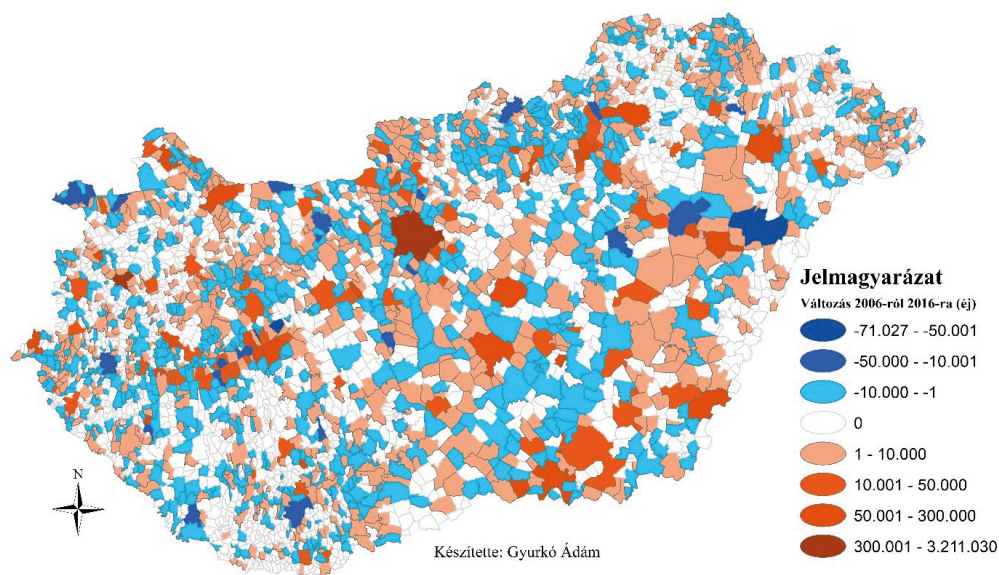 Jelmagyarázat
Változás 2006-ról 2016-ra (éj)
-71.027 - -50.001
-50.000 - -10.001
-10.000 - -1
0
1 - 10.000
10.001 - 50.000
50.001 - 300.000
300.001 - 3.211.030
N
Készítette: Gyurkó Ádám